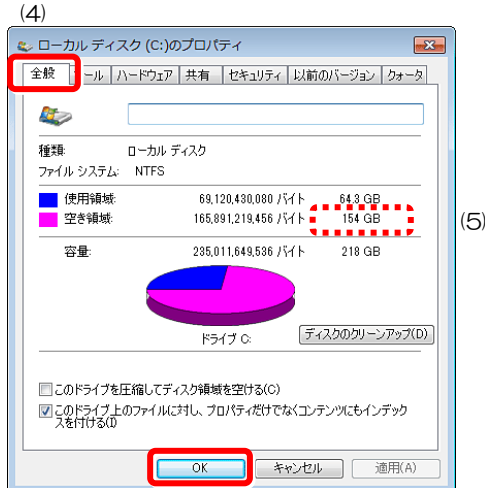 (4)
ローカル ディスク (C:)のプロパティ
全般 ール ハードウェア 共有 セキュリティ 以前のバージョン クォータ
種類: ローカル ディスク
ファイル システム: NTFS
使用領域: 69,120,430,080 バイト 64.3 GB
空き領域: 165,891,219,456 バイト 154 GB
(5)
容量: 235,011,649,536 バイト 218 GB
ドライブ C: ディスクのクリーンアップ(D)
このドライブを圧縮してディスク領域を空ける(C)
このドライブ上のファイルに対し、プロパティだけでなくコンテンツにもインデック
スを付ける(I)
OK キャンセル 適用(A)